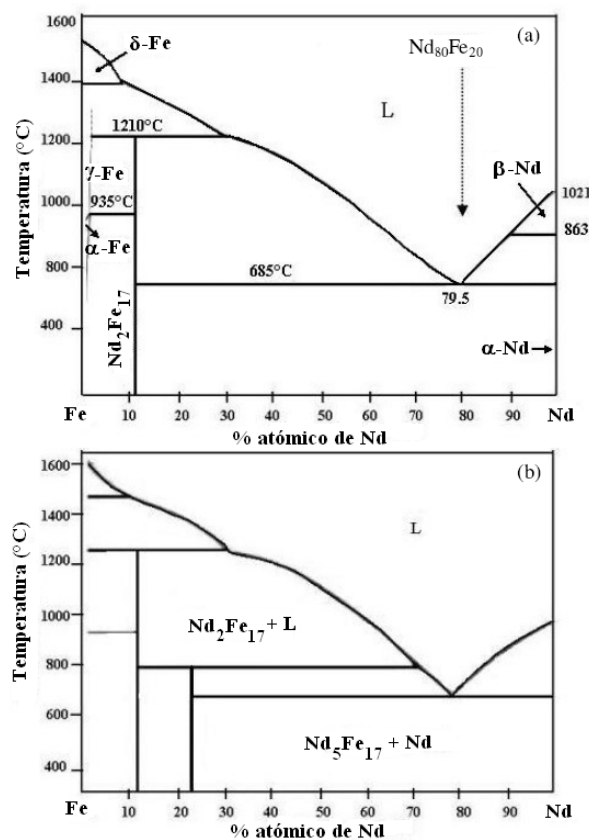 (a)
1600
1400
1200
1000
800
400
Temperatura (°C)
δ-Fe
Nd80Fe20
L
1210°C
γ-Fe
935°C
α-Fe
β-Nd
1021
863
685°C
79.5
Nd2Fe17
α-Nd
Fe 10 20 30 40 50 60 70 80 90 Nd
% atómico de Nd
(b)
1600
1400
1200
1000
800
600
400
Temperatura (°C)
L
Nd2Fe17 + L
Nd5Fe17 + Nd
Fe 10 20 30 40 50 60 70 80 90 Nd
% atómico de Nd